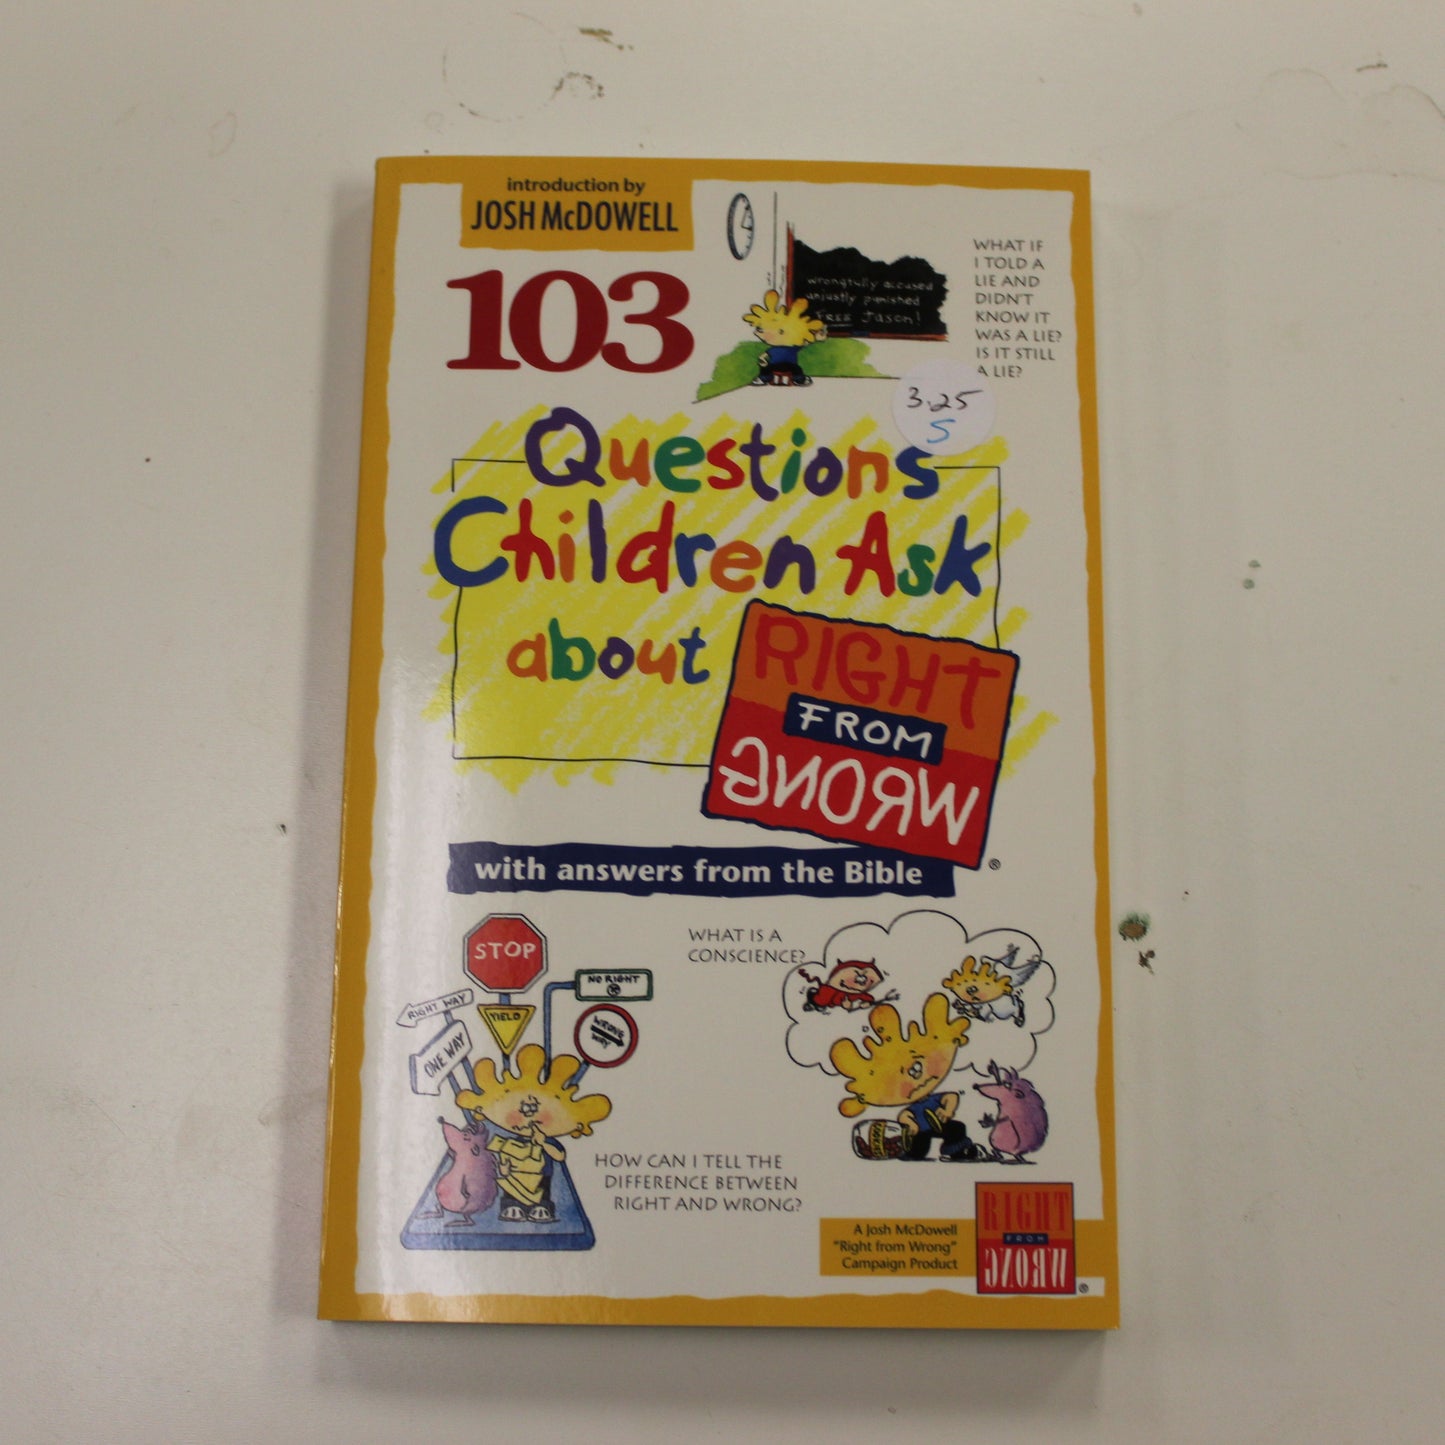 introduction by
JOSH McDOWELL
103
wrongfully accused
unjustly punished
FREE Jason!
WHAT IF
I TOLD A
LIE AND
DIDN'T
KNOW IT
WAS A LIE?
IS IT STILL
A LIE?
3.25
S
Questions
Children Ask
about
RIGHT
FROM
WRONG
®
with answers from the Bible
STOP
NO RIGHT
RIGHT WAY
YIELD
WRONG
WAY
ONE WAY
WHAT IS A
CONSCIENCE?
HOW CAN I TELL THE
DIFFERENCE BETWEEN
RIGHT AND WRONG?
A Josh McDowell
"Right from Wrong"
Campaign Product
RIGHT
FROM
WRONG
®